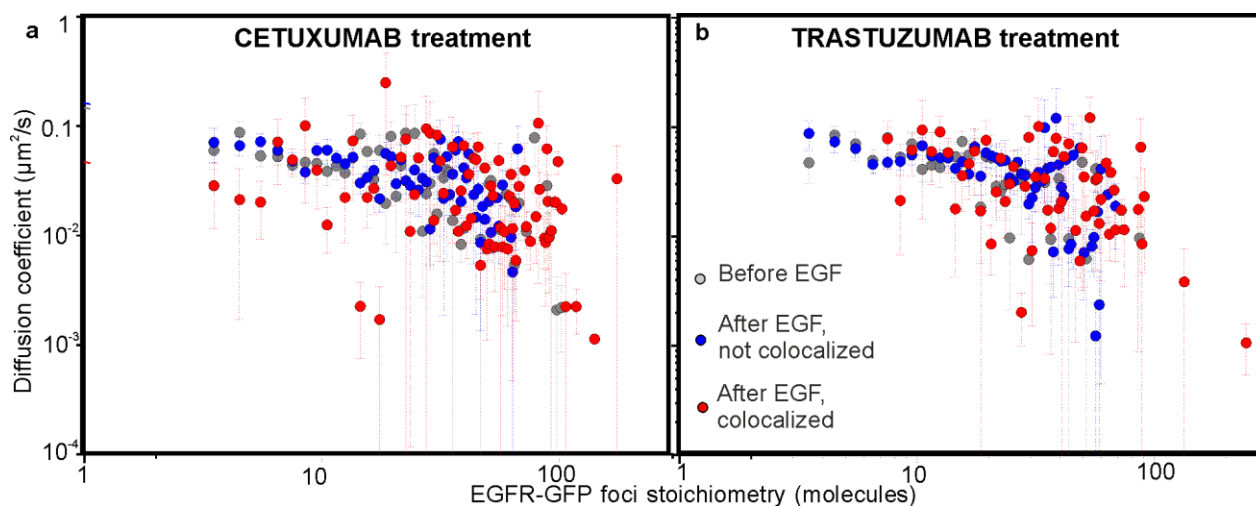 a
CETUXUMAB treatment
b
TRASTUZUMAB treatment
Diffusion coefficient (µm²/s)
1
0.1
10⁻²
10⁻³
10⁻⁴
Before EGF
After EGF,
not colocalized
After EGF,
colocalized
1 10 100 1 10 100
EGFR-GFP foci stoichiometry (molecules)